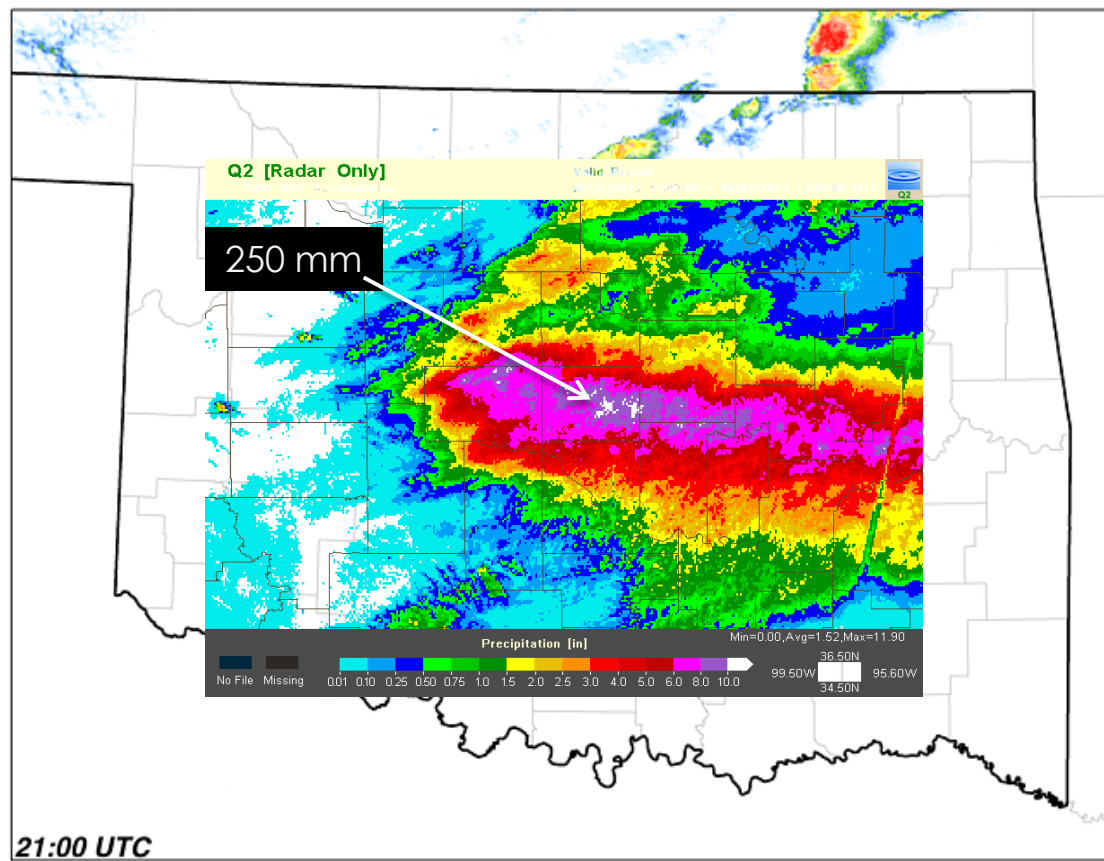 Q2 [Radar Only]
Valid
Q2
250 mm
Precipitation [in]
Min=0.00,Avg=1.52,Max=11.90
No File
Missing
0.01 0.10 0.25 0.50 0.75 1.0 1.5 2.0 2.5 3.0 4.0 5.0 6.0 8.0 10.0
36.50N
99.50W
95.60W
34.50N
21:00 UTC